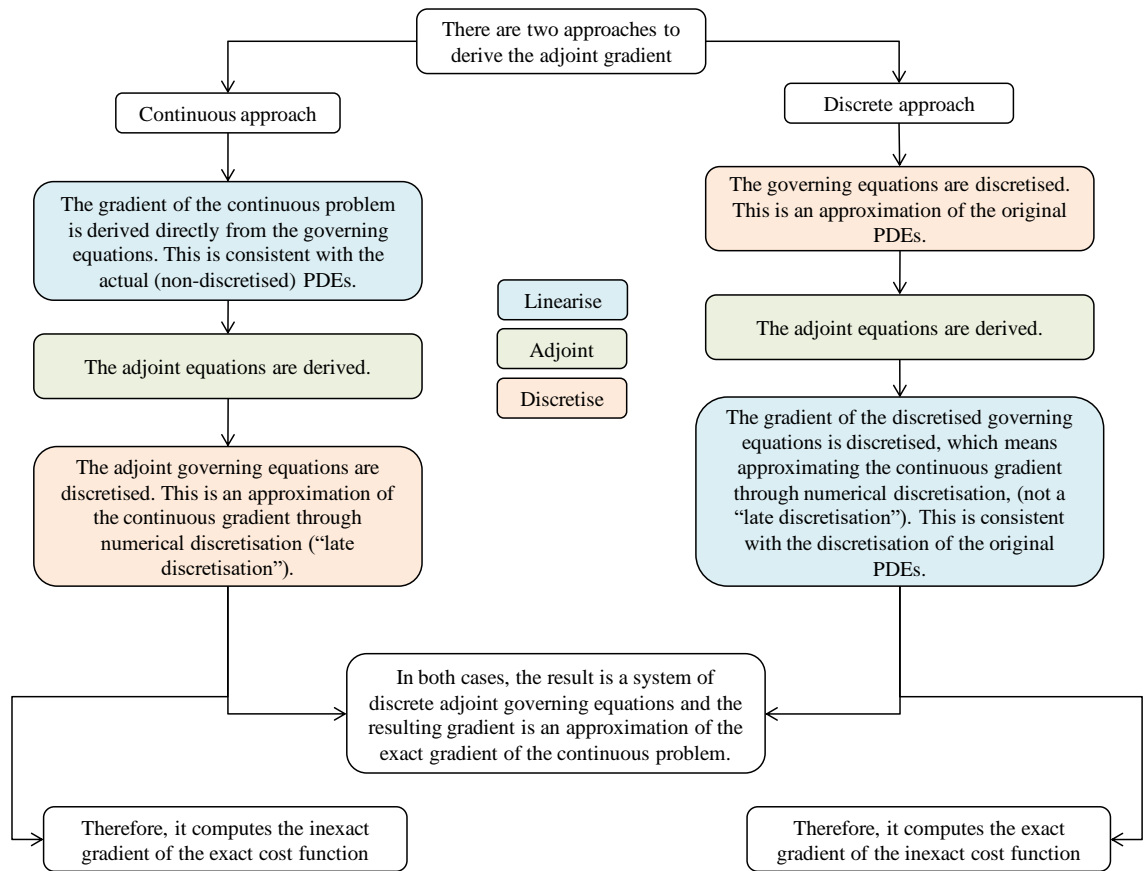 There are two approaches to
derive the adjoint gradient
Continuous approach
The gradient of the continuous problem
is derived directly from the governing
equations. This is consistent with the
actual (non-discretised) PDEs.
The adjoint equations are derived.
The adjoint governing equations are
discretised. This is an approximation of
the continuous gradient through
numerical discretisation (“late
discretisation”).
Linearise
Adjoint
Discretise
Discrete approach
The governing equations are discretised.
This is an approximation of the original
PDEs.
The adjoint equations are derived.
The gradient of the discretised governing
equations is discretised, which means
approximating the continuous gradient
through numerical discretisation, (not a
“late discretisation”). This is consistent
with the discretisation of the original
PDEs.
In both cases, the result is a system of
discrete adjoint governing equations and the
resulting gradient is an approximation of the
exact gradient of the continuous problem.
Therefore, it computes the inexact
gradient of the exact cost function
Therefore, it computes the exact
gradient of the inexact cost function